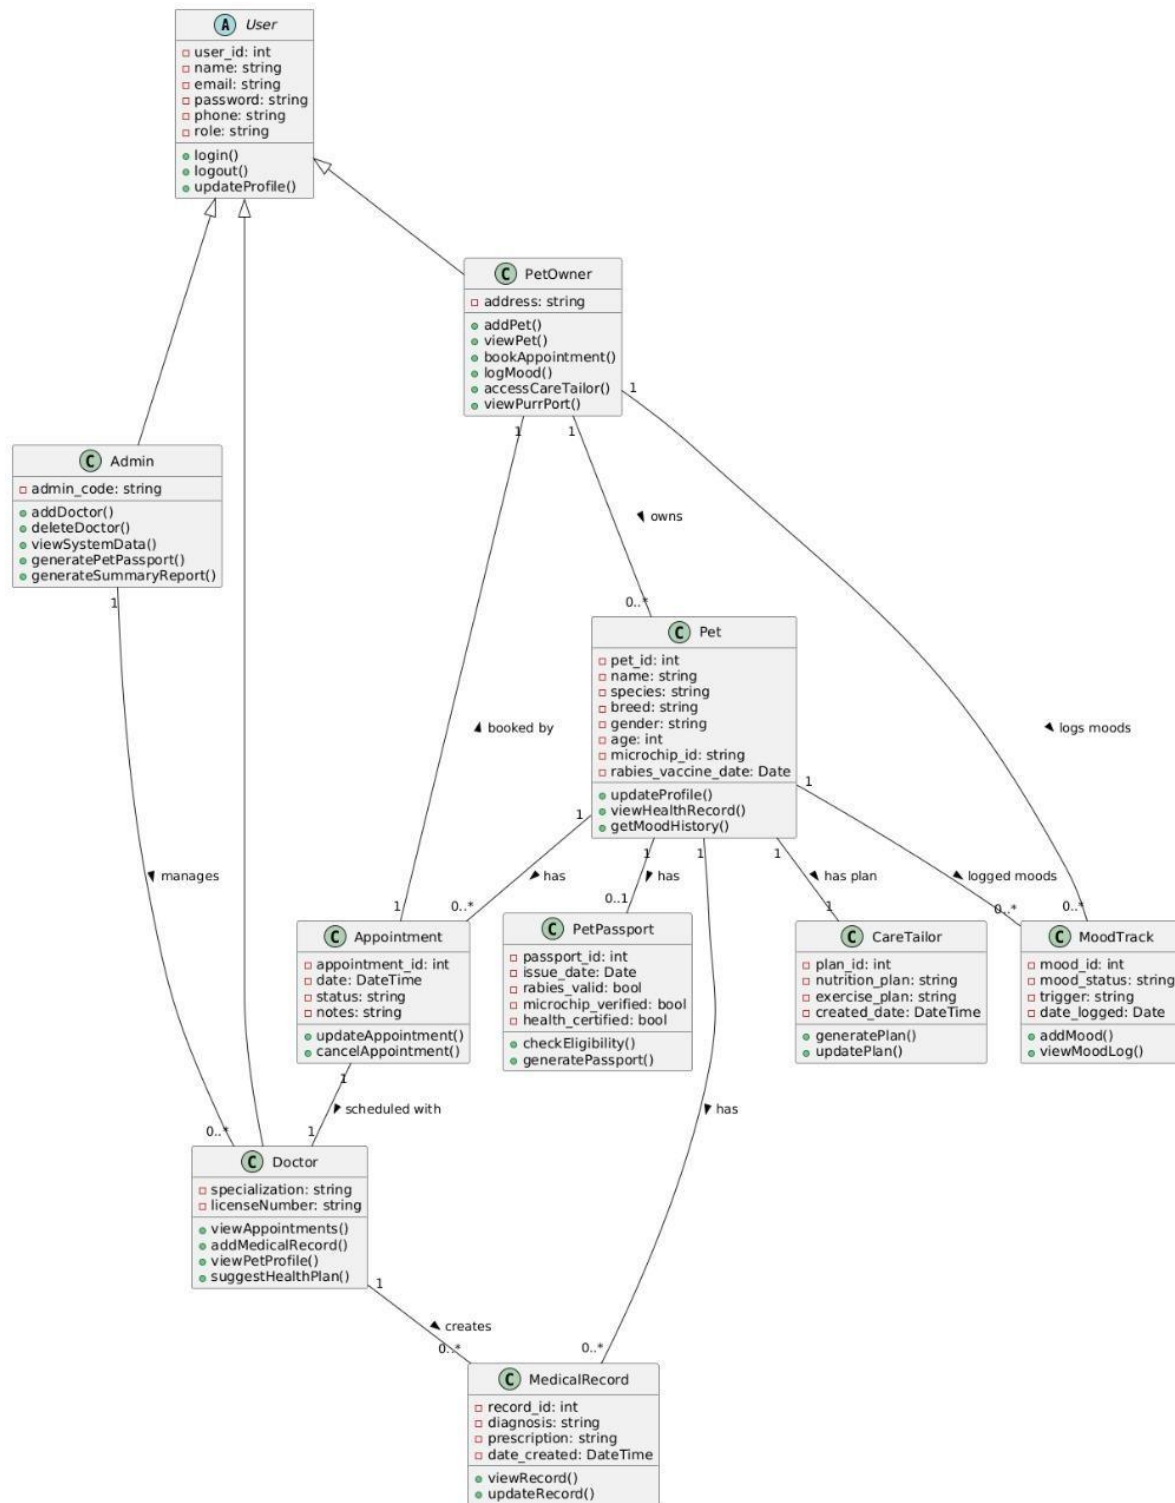 A User
user_id: int
name: string
email: string
password: string
phone: string
role: string
login()
logout()
updateProfile()
C PetOwner
address: string
addPet()
viewPet()
bookAppointment()
logMood()
accessCareTailor()
viewPurrPort()
1
1
1
C Admin
admin_code: string
addDoctor()
deleteDoctor()
viewSystemData()
generatePetPassport()
generateSummaryReport()
1
owns
0..*
C Pet
pet_id: int
name: string
species: string
breed: string
gender: string
age: int
microchip_id: string
rabies_vaccine_date: Date
updateProfile()
viewHealthRecord()
getMoodHistory()
booked by
logs moods
1
1
1
1
1
manages
has
has
has plan
logged moods
1
0..*
0..1
1
0..*
0..*
C Appointment
appointment_id: int
date: DateTime
status: string
notes: string
updateAppointment()
cancelAppointment()
C PetPassport
passport_id: int
issue_date: Date
rabies_valid: bool
microchip_verified: bool
health_certified: bool
checkEligibility()
generatePassport()
C CareTailor
plan_id: int
nutrition_plan: string
exercise_plan: string
created_date: DateTime
generatePlan()
updatePlan()
C MoodTrack
mood_id: int
mood_status: string
trigger: string
date_logged: Date
addMood()
viewMoodLog()
1
scheduled with
has
0..*
1
C Doctor
specialization: string
licenseNumber: string
viewAppointments()
addMedicalRecord()
viewPetProfile()
suggestHealthPlan()
1
creates
0..*
0..*
C MedicalRecord
record_id: int
diagnosis: string
prescription: string
date_created: DateTime
viewRecord()
updateRecord()